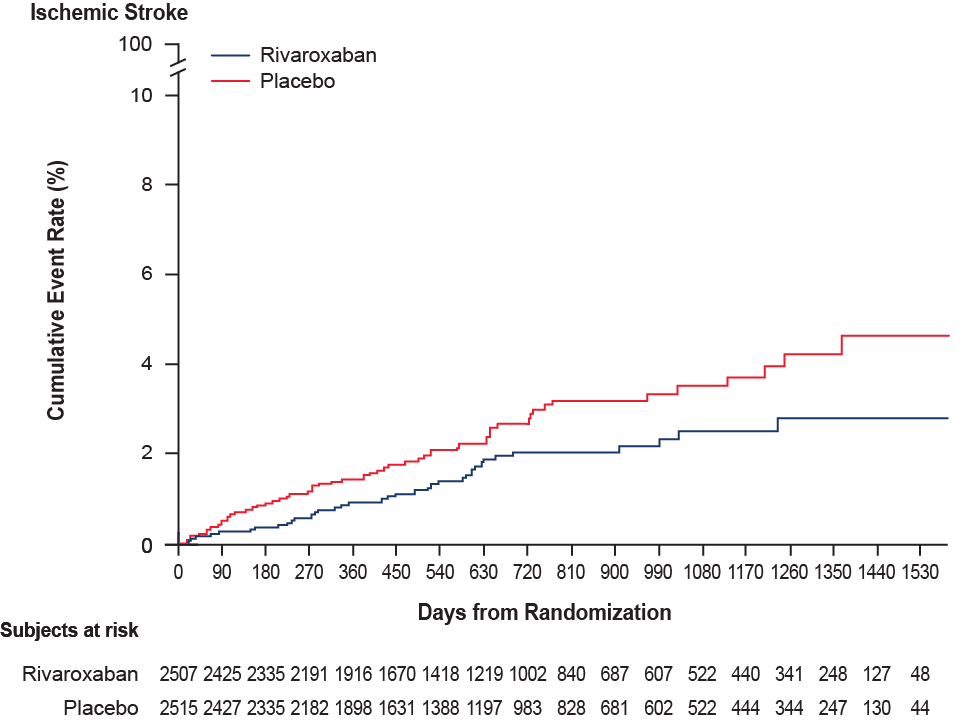 Ischemic Stroke
100
Rivaroxaban
Placebo
10
8
6
4
2
0
Cumulative Event Rate (%)
0 90 180 270 360 450 540 630 720 810 900 990 1080 1170 1260 1350 1440 1530
Days from Randomization
Subjects at risk
Rivaroxaban 2507 2425 2335 2191 1916 1670 1418 1219 1002 840 687 607 522 440 341 248 127 48
Placebo 2515 2427 2335 2182 1898 1631 1388 1197 983 828 681 602 522 444 344 247 130 44